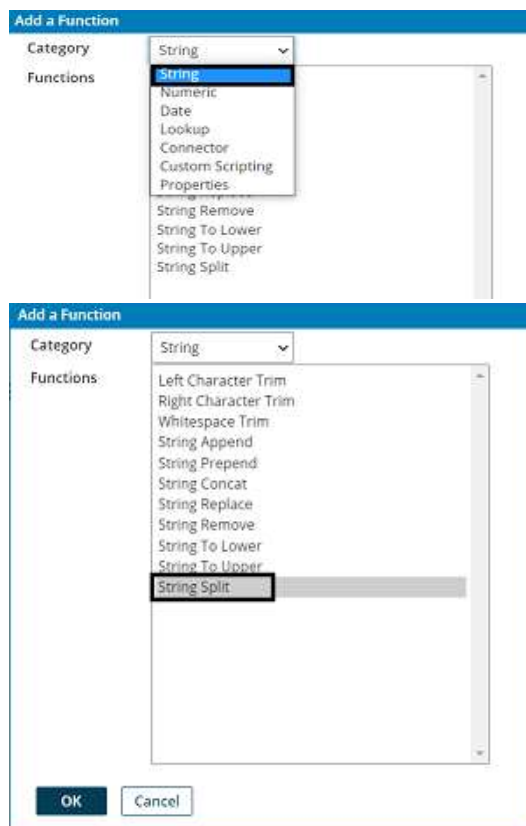 Add a Function
Category String
Functions String
Numeric
Date
Lookup
Connector
Custom Scripting
Properties
String Remove
String To Lower
String To Upper
String Split
Add a Function
Category String
Functions Left Character Trim
Right Character Trim
Whitespace Trim
String Append
String Prepend
String Concat
String Replace
String Remove
String To Lower
String To Upper
String Split
OK Cancel